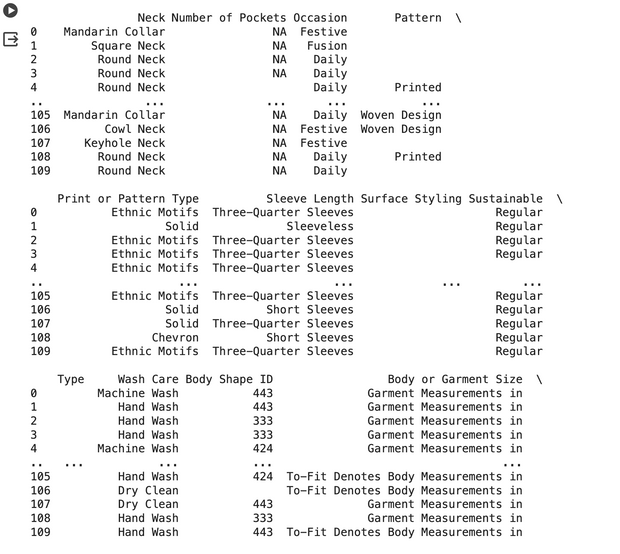 Neck Number of Pockets Occasion Pattern \
0 Mandarin Collar NA Festive
1 Square Neck NA Fusion
2 Round Neck NA Daily
3 Round Neck NA Daily
4 Round Neck Daily Printed
.. ... ... ... ...
105 Mandarin Collar NA Daily Woven Design
106 Cowl Neck NA Festive Woven Design
107 Keyhole Neck NA Festive
108 Round Neck NA Daily Printed
109 Round Neck NA Daily
Print or Pattern Type Sleeve Length Surface Styling Sustainable \
0 Ethnic Motifs Three-Quarter Sleeves Regular
1 Solid Sleeveless Regular
2 Ethnic Motifs Three-Quarter Sleeves Regular
3 Ethnic Motifs Three-Quarter Sleeves Regular
4 Ethnic Motifs Three-Quarter Sleeves
.. ... ... ... ...
105 Ethnic Motifs Three-Quarter Sleeves Regular
106 Solid Short Sleeves Regular
107 Solid Three-Quarter Sleeves Regular
108 Chevron Short Sleeves Regular
109 Ethnic Motifs Three-Quarter Sleeves Regular
Type Wash Care Body Shape ID Body or Garment Size \
0 Machine Wash 443 Garment Measurements in
1 Hand Wash 443 Garment Measurements in
2 Hand Wash 333 Garment Measurements in
3 Hand Wash 333 Garment Measurements in
4 Machine Wash 424 Garment Measurements in
.. ... ... ... ...
105 Hand Wash 424 To-Fit Denotes Body Measurements in
106 Dry Clean To-Fit Denotes Body Measurements in
107 Dry Clean 443 Garment Measurements in
108 Hand Wash 333 Garment Measurements in
109 Hand Wash 443 To-Fit Denotes Body Measurements in